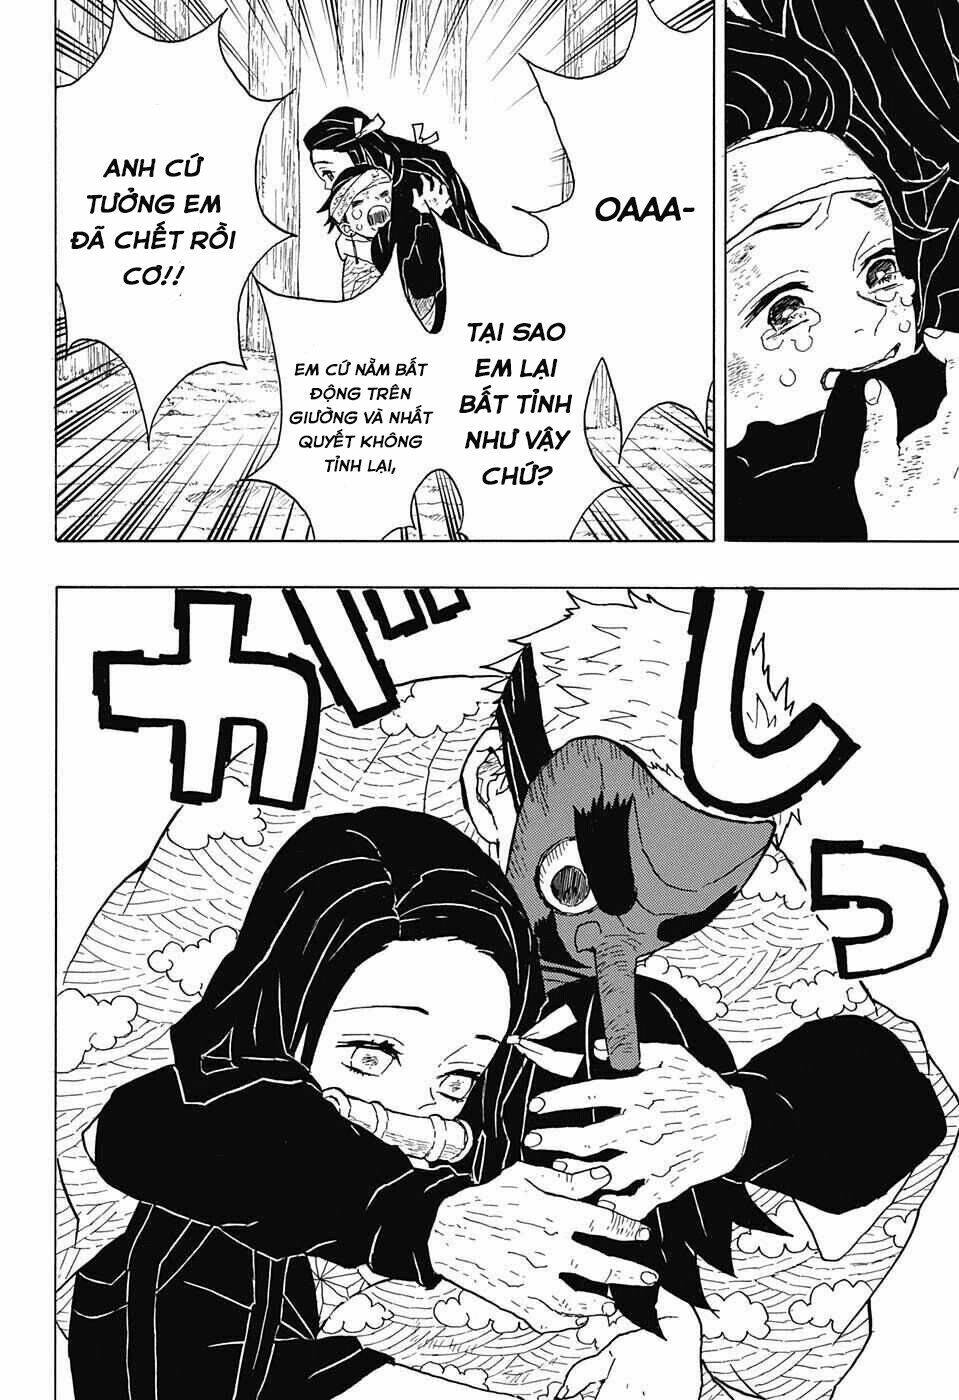 OAAA-
TẠI SAO
EM LẠI
BẤT TỈNH
NHƯ VẬY
CHỨ?
EM CỨ NẰM BẤT
ĐỘNG TRÊN
GIƯỜNG VÀ NHẤT
QUYẾT KHÔNG
TỈNH LẠI,
ANH CỨ
TƯỞNG EM
ĐÃ CHẾT RỒI
CƠ!!
ガバ
しっ